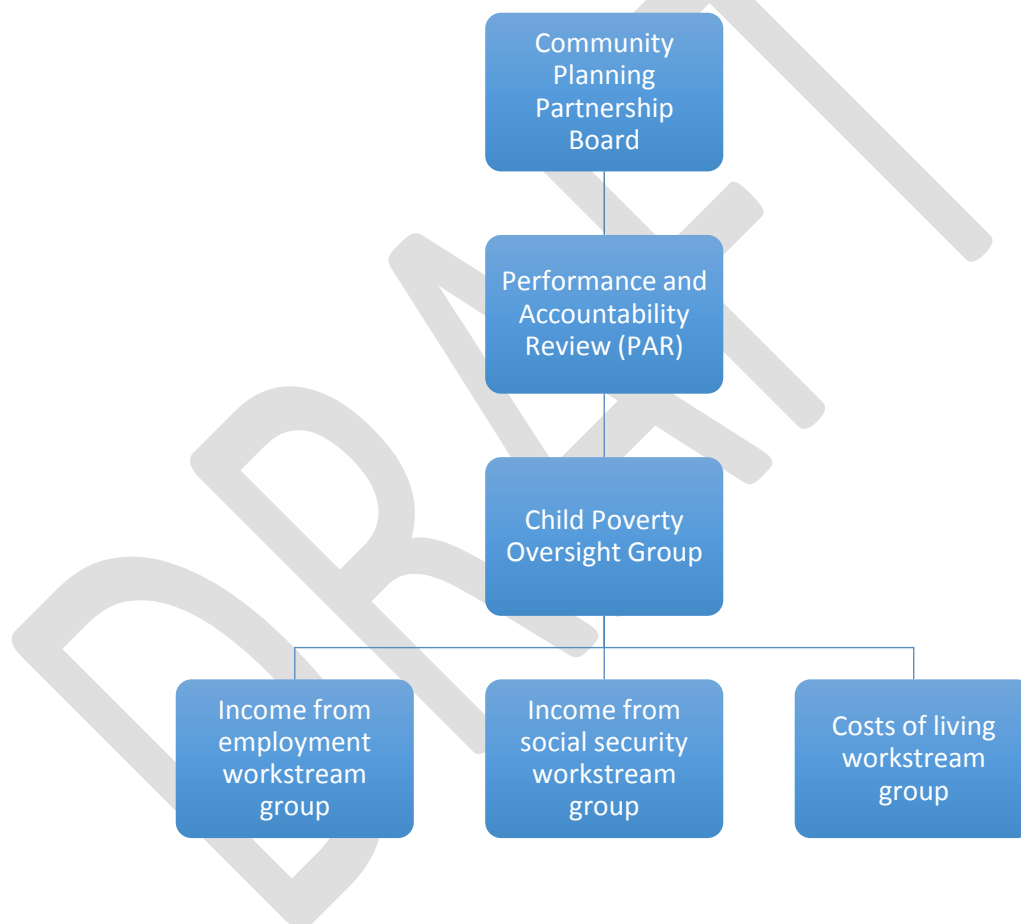 Community
Planning
Partnership
Board
Performance and
Accountability
Review (PAR)
Child Poverty
Oversight Group
Income from
employment
workstream
group
Income from
social security
workstream
group
Costs of living
workstream
group
DRAFT